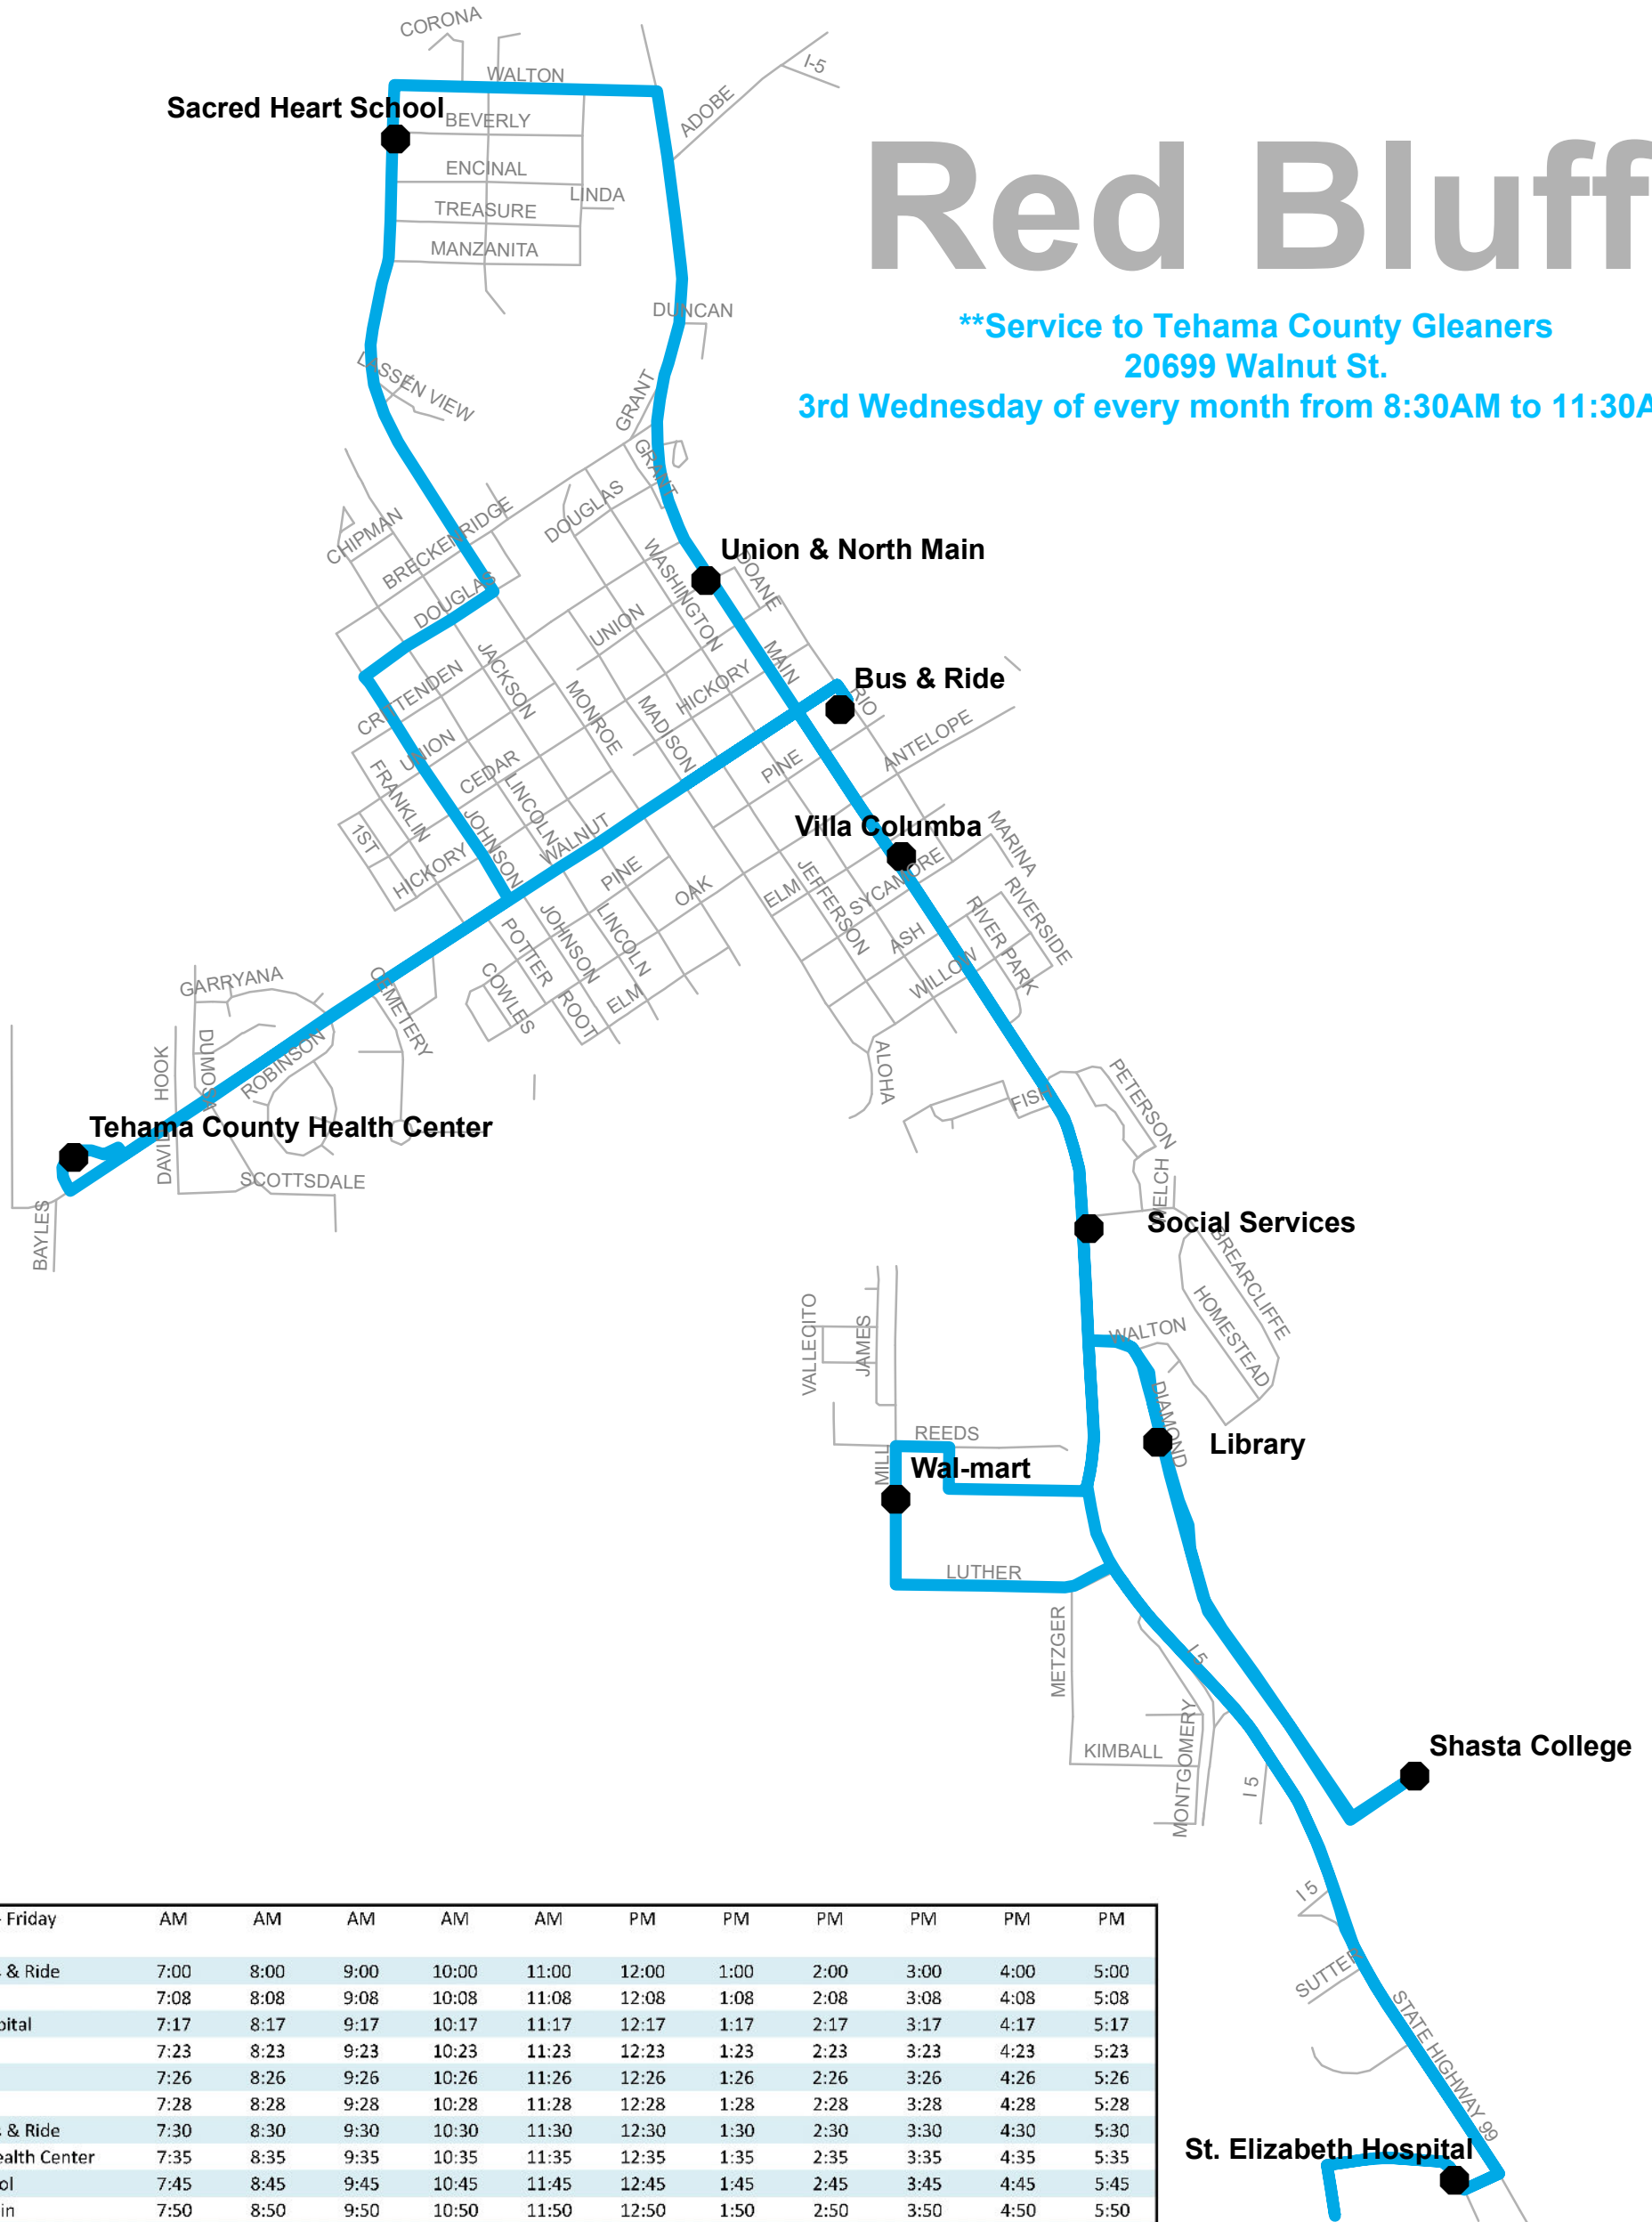 CORONA
WALTON
I-5
ADOBE
Sacred Heart School
BEVERLY
ENCINAL
LINDA
TREASURE
MANZANITA
Red Bluff
DUNCAN
**Service to Tehama County Gleaners
20699 Walnut St.
3rd Wednesday of every month from 8:30AM to 11:30A
LASSEN VIEW
GRANT
GRANT
DOUGLAS
CHIPMAN
BRECKENRIDGE
Union & North Main
WASHINGTON
DOANE
DOUGLAS
UNION
MAIN
JACKSON
HICKORY
Bus & Ride
RIO
CRITTENDEN
MONROE
MADISON
ANTELOPE
UNION
CEDAR
PINE
FRANKLIN
LINCOLN
Villa Columba
MARINA
1ST
JOHNSON
WALNUT
HICKORY
PINE
OAK
ELM
JEFFERSON
SYCAMORE
RIVERSIDE
RIVER PARK
ASH
WILLOW
POTTER
JOHNSON
LINCOLN
GARRYANA
CEMETERY
COWLES
ROOT
ELM
HOOK
DUMOSA
ROBINSON
ALOHA
FISH
PETERSON
Tehama County Health Center
DAVIL
SCOTTSDALE
BAYLES
WELCH
Social Services
BREARCLIFFE
HOMESTEAD
VALLECITO
JAMES
WALTON
DIAMOND
REEDS
Library
MILL
Wal-mart
LUTHER
METZGER
I 5
KIMBALL
MONTGOMERY
I 5
Shasta College
I 5
SUTTER
STATE HIGHWAY 99
St. Elizabeth Hospital
Friday AM AM AM AM AM PM PM PM PM PM PM
& Ride 7:00 8:00 9:00 10:00 11:00 12:00 1:00 2:00 3:00 4:00 5:00
7:08 8:08 9:08 10:08 11:08 12:08 1:08 2:08 3:08 4:08 5:08
pital 7:17 8:17 9:17 10:17 11:17 12:17 1:17 2:17 3:17 4:17 5:17
7:23 8:23 9:23 10:23 11:23 12:23 1:23 2:23 3:23 4:23 5:23
7:26 8:26 9:26 10:26 11:26 12:26 1:26 2:26 3:26 4:26 5:26
7:28 8:28 9:28 10:28 11:28 12:28 1:28 2:28 3:28 4:28 5:28
& Ride 7:30 8:30 9:30 10:30 11:30 12:30 1:30 2:30 3:30 4:30 5:30
ealth Center 7:35 8:35 9:35 10:35 11:35 12:35 1:35 2:35 3:35 4:35 5:35
ol 7:45 8:45 9:45 10:45 11:45 12:45 1:45 2:45 3:45 4:45 5:45
in 7:50 8:50 9:50 10:50 11:50 12:50 1:50 2:50 3:50 4:50 5:50